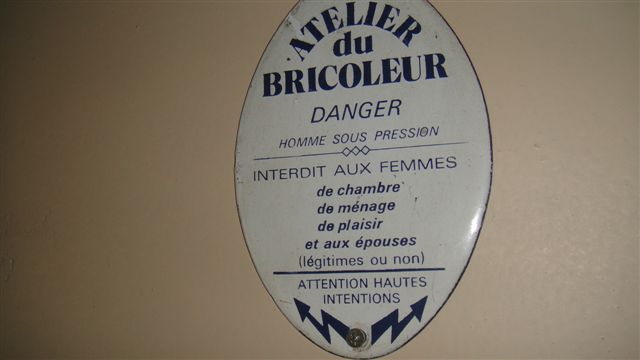 ATELIER
du
BRICOLEUR
DANGER
HOMME SOUS PRESSION
INTERDIT AUX FEMMES
de chambre
de ménage
de plaisir
et aux épouses
(légitimes ou non)
ATTENTION HAUTES
INTENTIONS